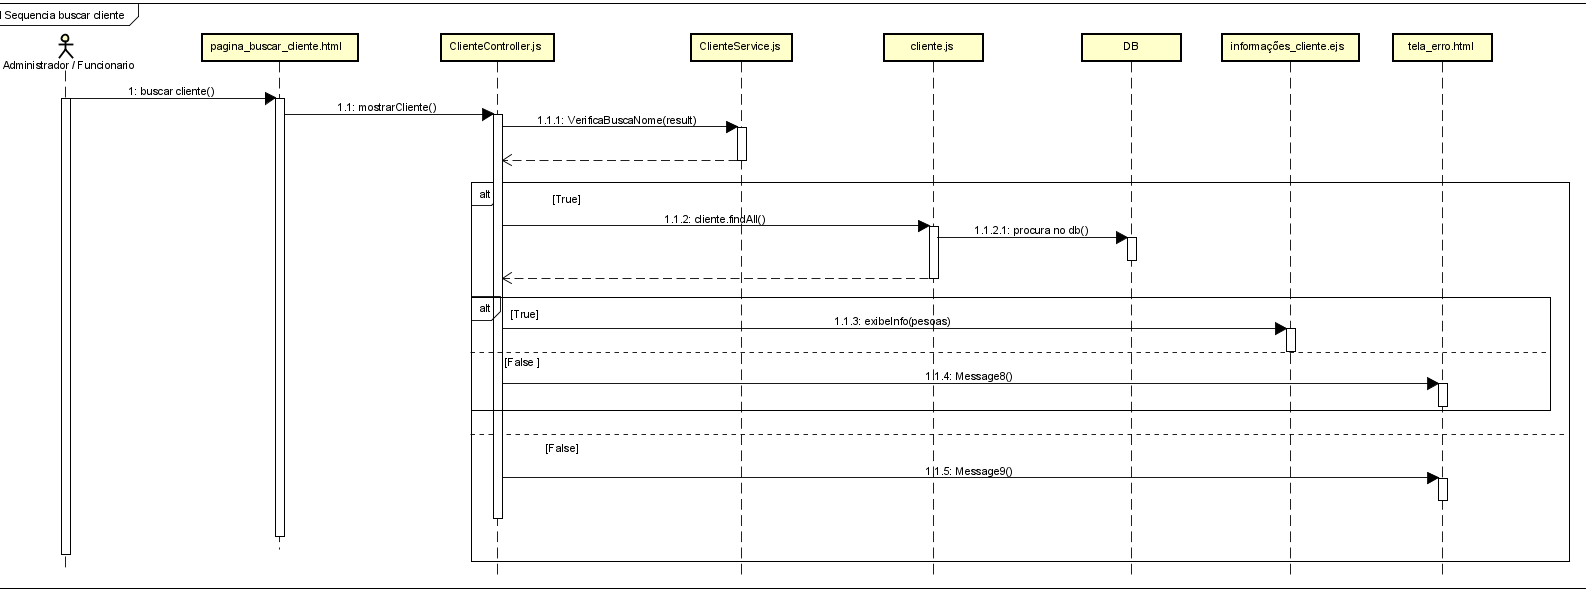 Sequencia buscar cliente
Administrador / Funcionario
pagina_buscar_cliente.html
ClienteController.js
ClienteService.js
cliente.js
DB
informações_cliente.ejs
tela_erro.html
1: buscar cliente()
1.1: mostrarCliente()
1.1.1: VerificaBuscaNome(result)
alt
[True]
1.1.2: cliente.findAll()
1.1.2.1: procura no db()
alt
[True]
1.1.3: exibeInfo(pesoas)
[False ]
1.1.4: Message8()
[False]
1.1.5: Message9()